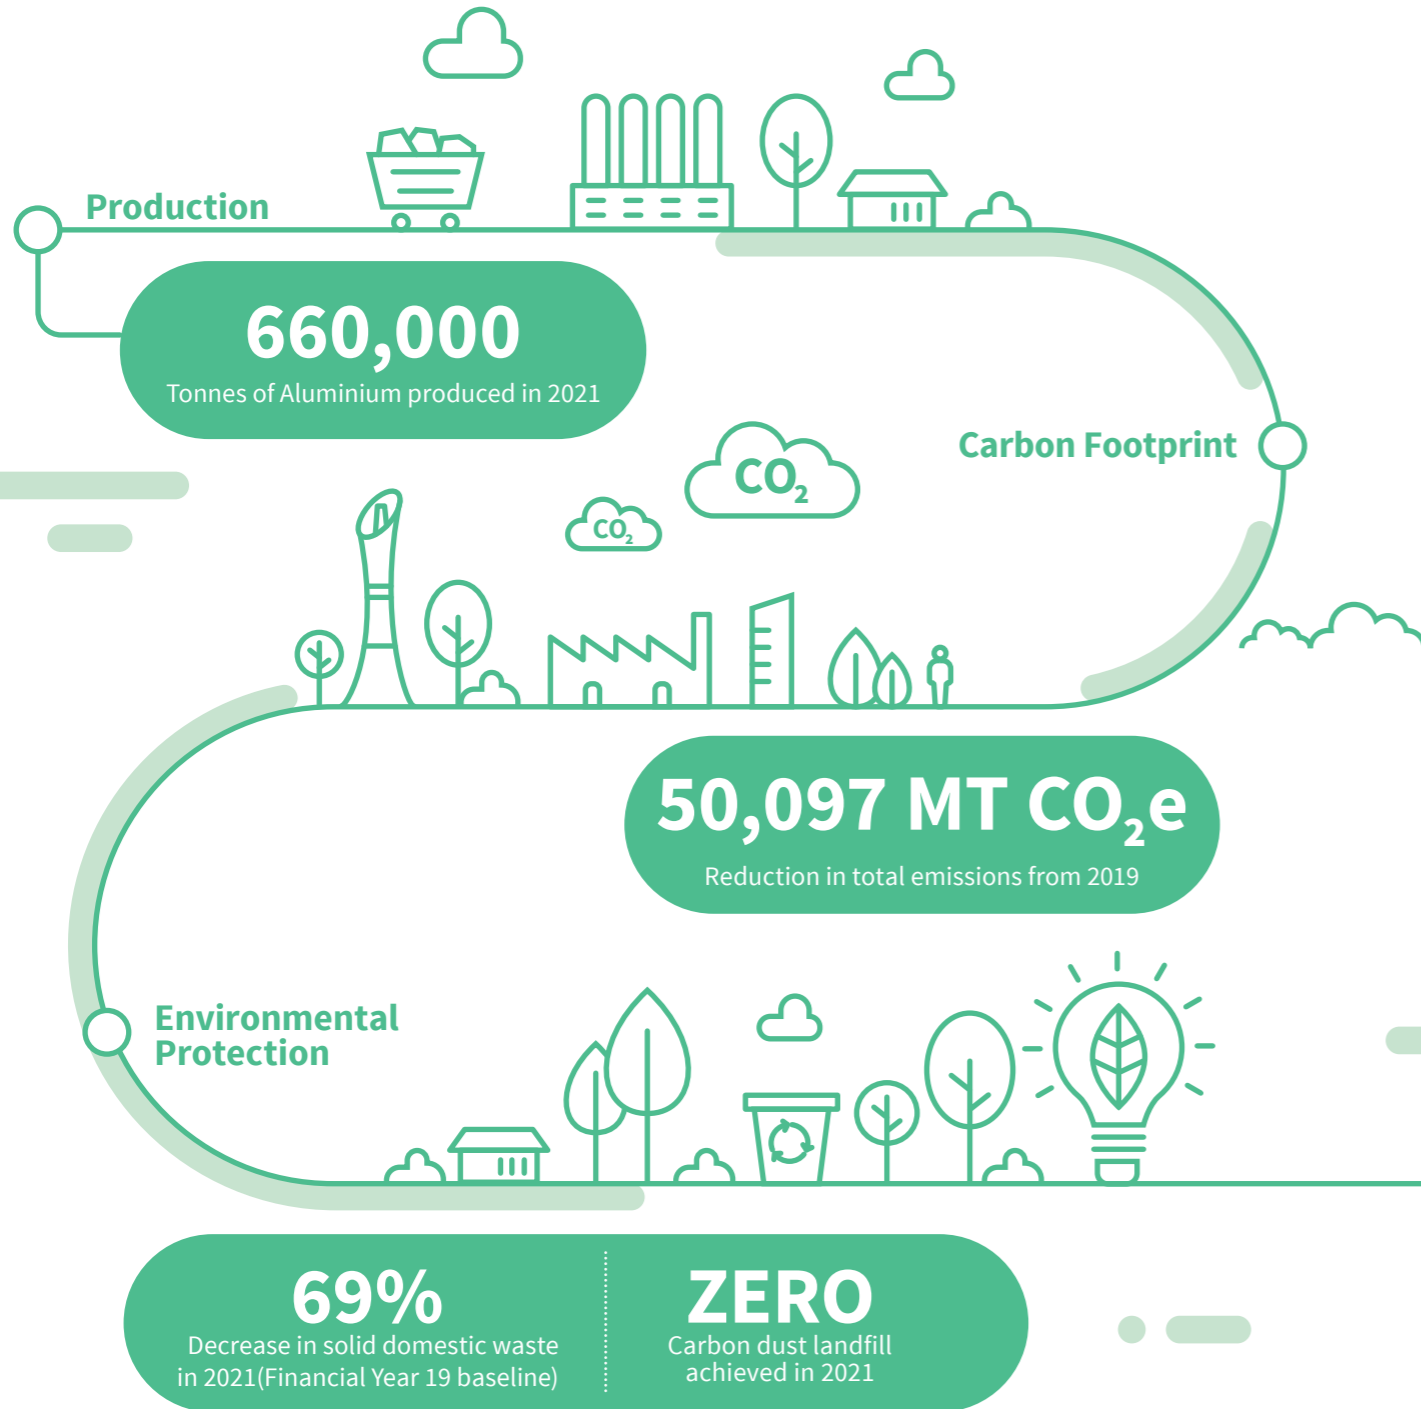 Production
660,000
Tonnes of Aluminium produced in 2021
Carbon Footprint
CO₂
CO₂
50,097 MT CO₂e
Reduction in total emissions from 2019
Environmental
Protection
69%
Decrease in solid domestic waste
in 2021(Financial Year 19 baseline)
ZERO
Carbon dust landfill
achieved in 2021